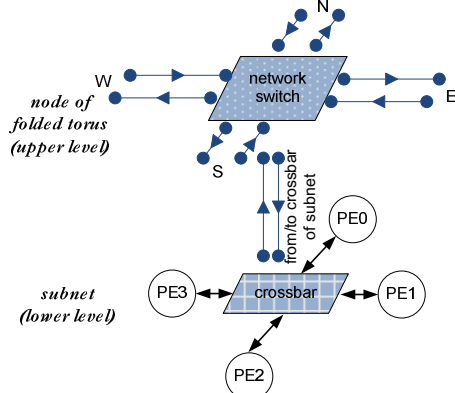 N
network
switch
W
E
node of
folded torus
(upper level)
S
from/to crossbar
of subnet
PE0
subnet
(lower level)
PE3
crossbar
PE1
PE2